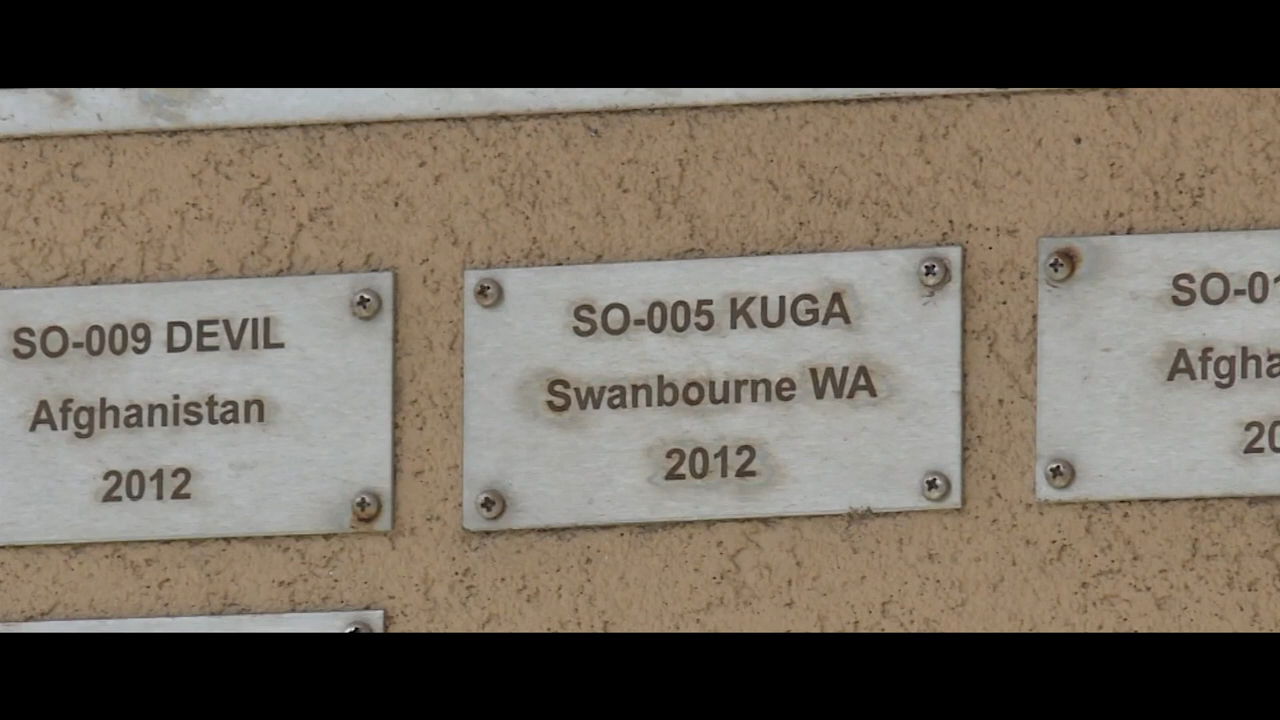 SO-009 DEVIL
Afghanistan
2012
SO-005 KUGA
Swanbourne WA
2012